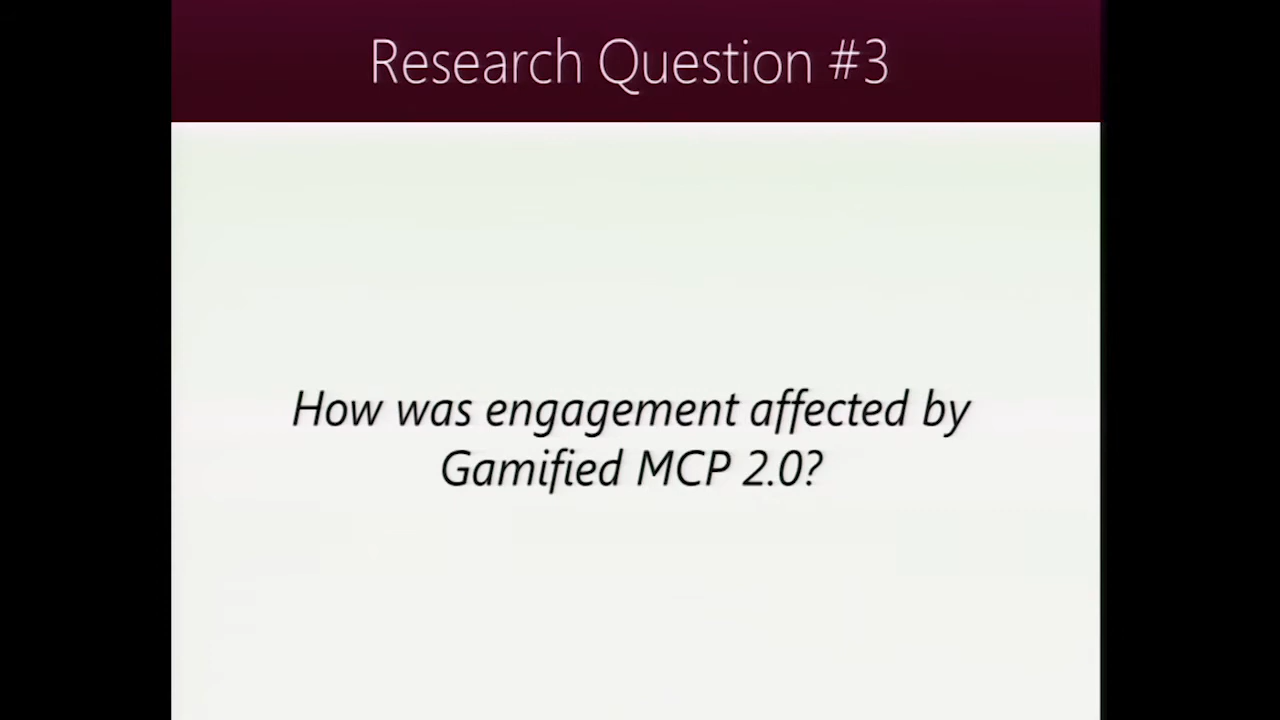 Research Question #3
How was engagement affected by
Gamified MCP 2.0?